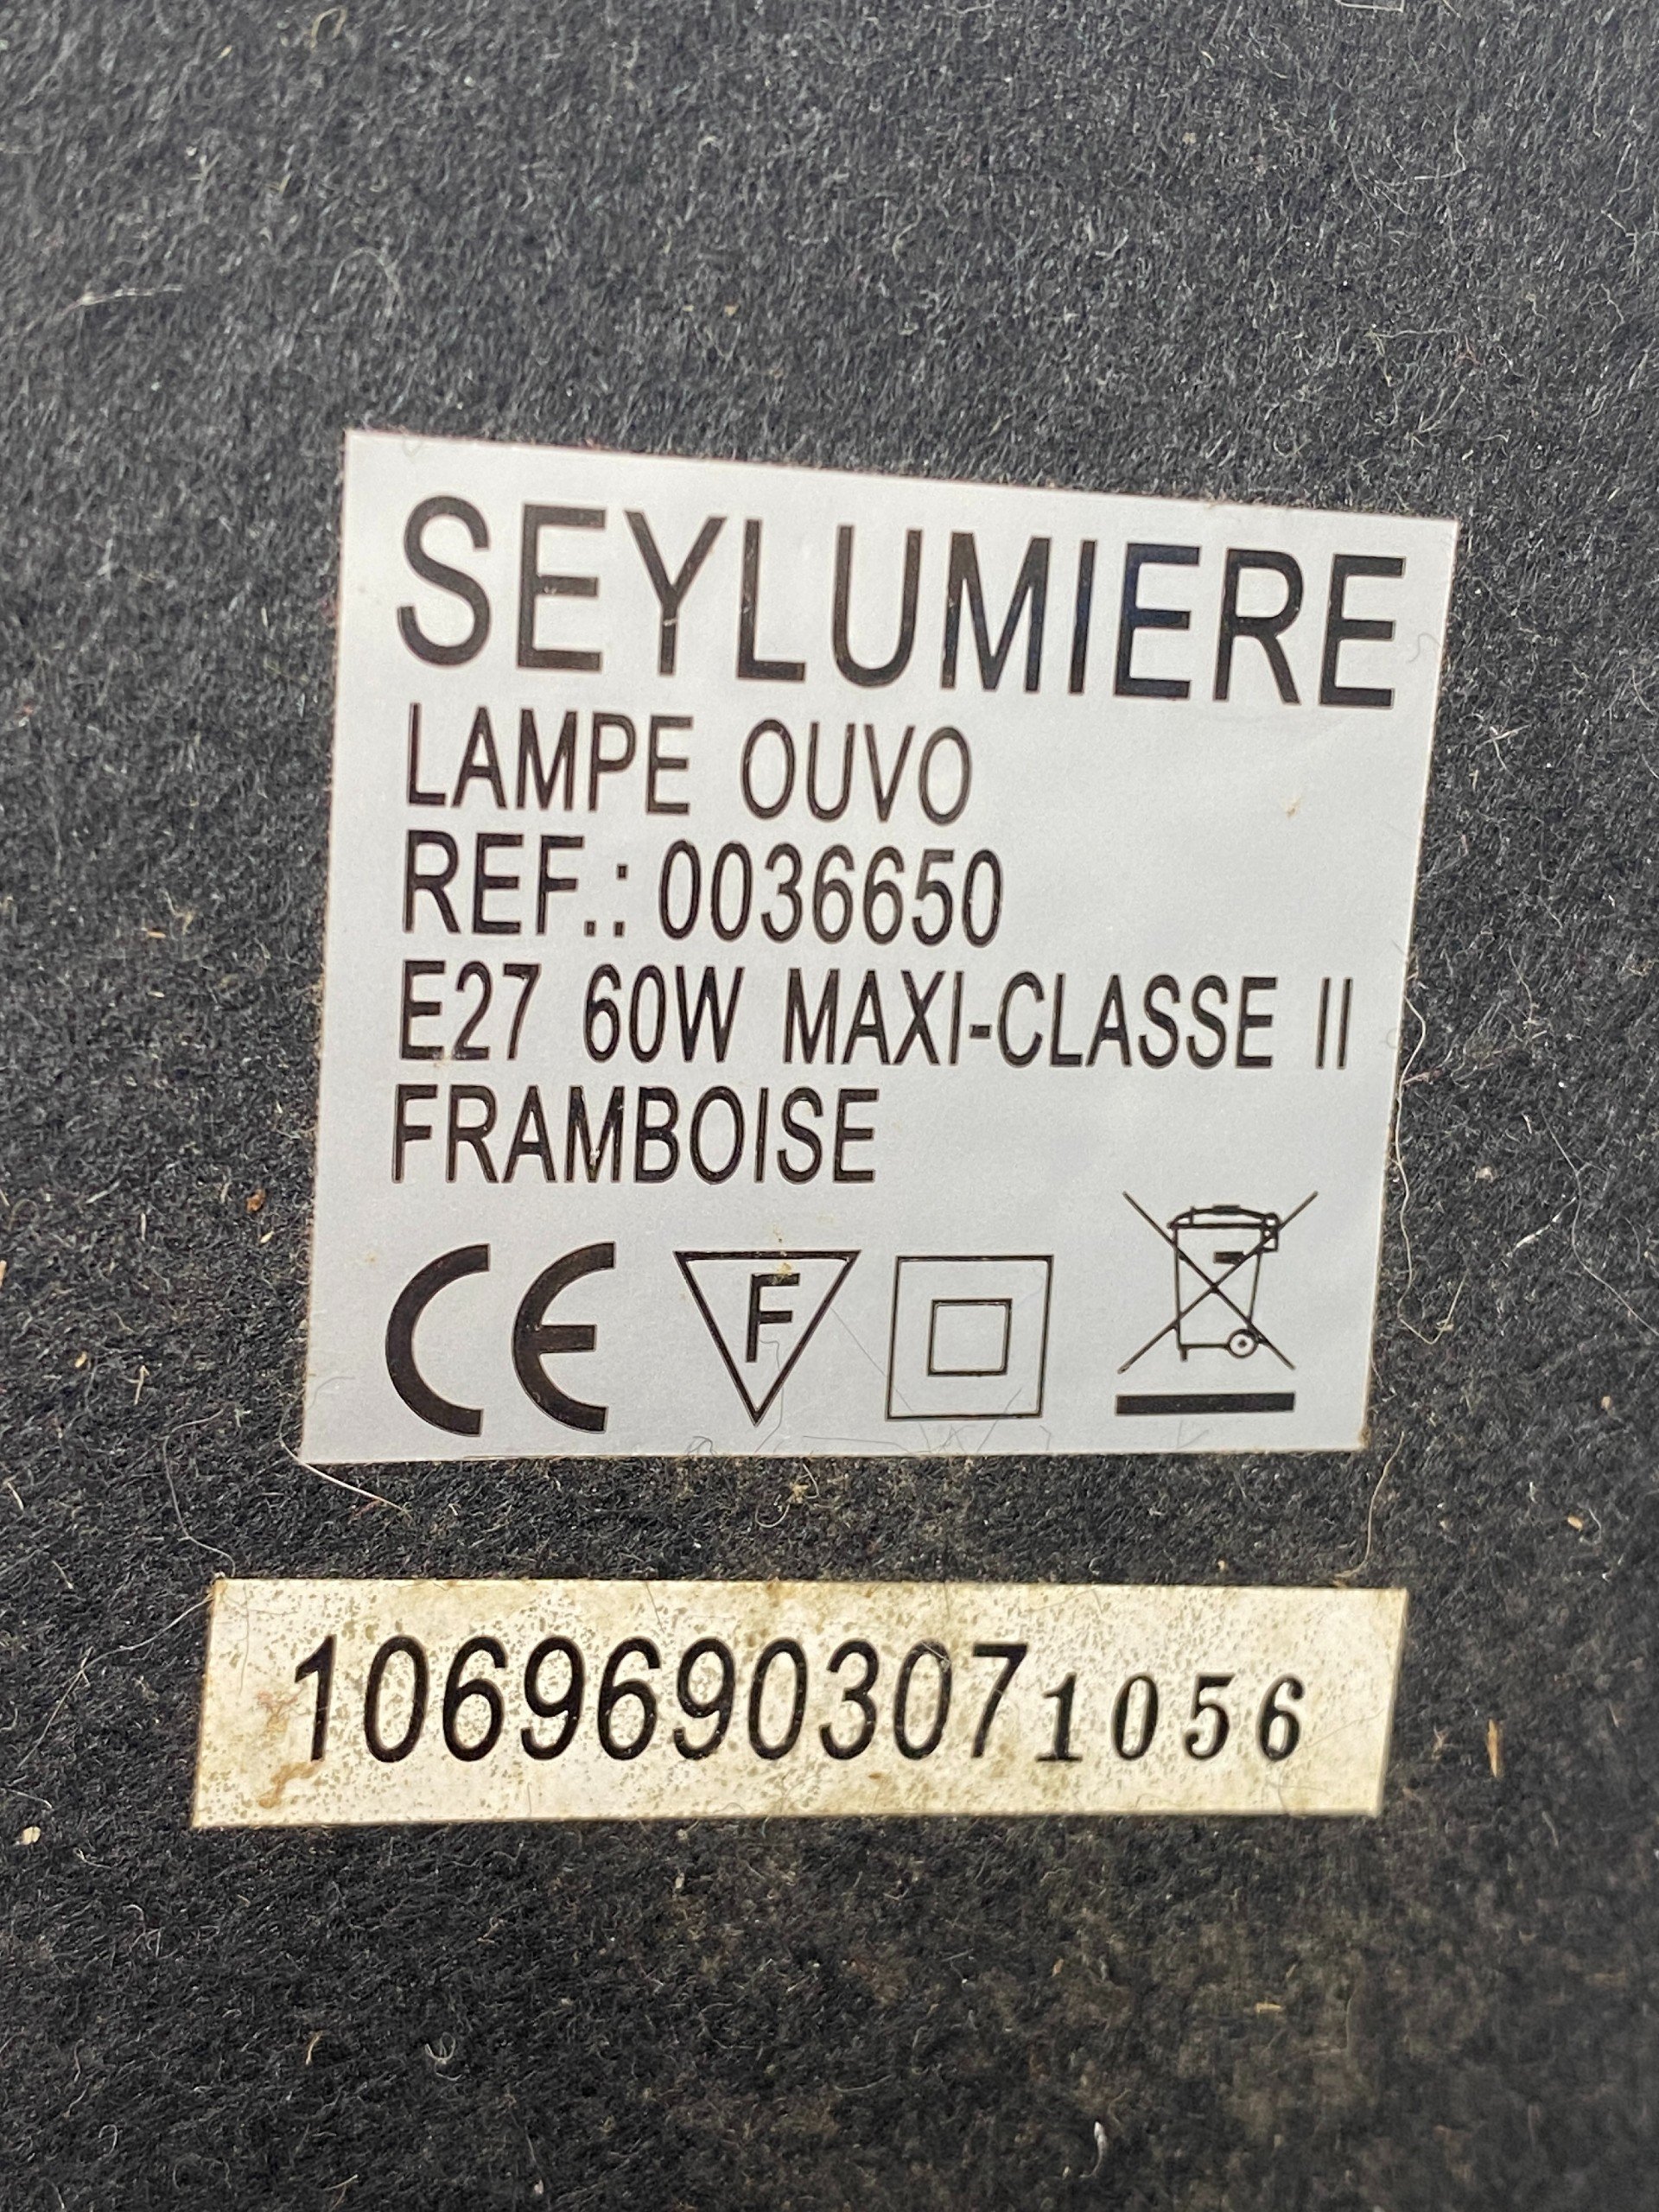 SEYLUMIERE
LAMPE OUVO
REF.: 0036650
E27 60W MAXI-CLASSE II
FRAMBOISE
CE F
10696903071056